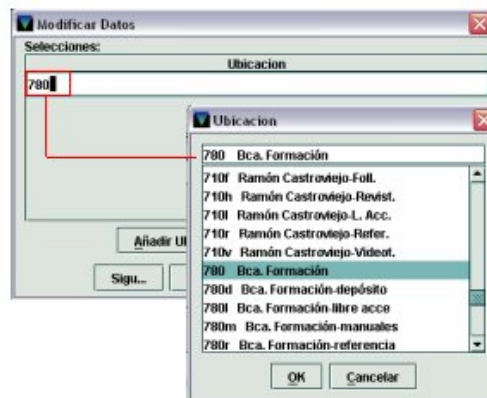 Modificar Datos
Selecciones:
Ubicacion
780
Ubicacion
780 Bca. Formación
710f Ramón Castroviejo-Foll.
710h Ramón Castroviejo-Revist.
710l Ramón Castroviejo-L. Acc.
710r Ramón Castroviejo-Refer.
710v Ramón Castroviejo-Videot.
780 Bca. Formación
780d Bca. Formación-depósito
780l Bca. Formación-libre acce
780m Bca. Formación-manuales
780r Bca. Formación-referencia
Añadir Ul
Sigu...
OK
Cancelar